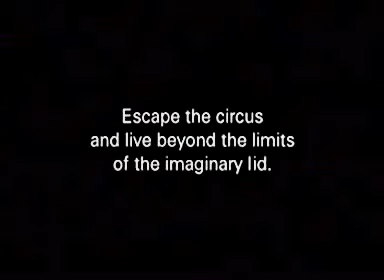 Escape the circus
and live beyond the limits
of the imaginary lid.